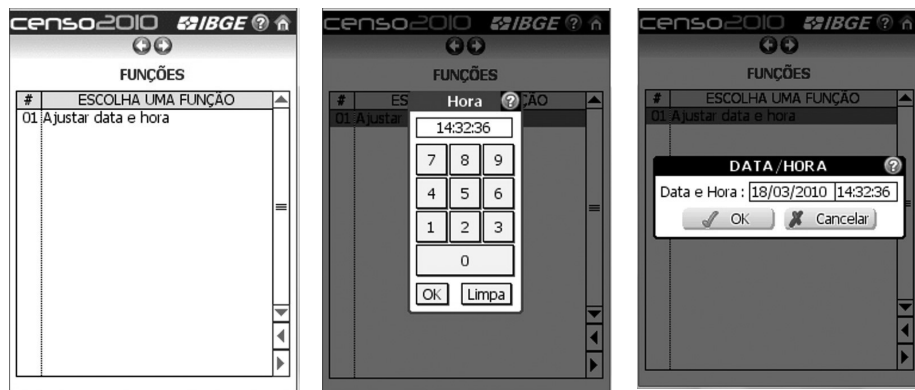 censo2010 IBGE ?
FUNÇÕES
# ESCOLHA UMA FUNÇÃO
01 Ajustar data e hora
censo2010 IBGE ?
FUNÇÕES
# ES ÇÃO
01 Ajustar
Hora ?
14:32:36
7 8 9
4 5 6
1 2 3
0
OK Limpa
censo2010 IBGE ?
FUNÇÕES
# ESCOLHA UMA FUNÇÃO
01 Ajustar data e hora
DATA/HORA ?
Data e Hora : 18/03/2010 14:32:36
OK Cancelar